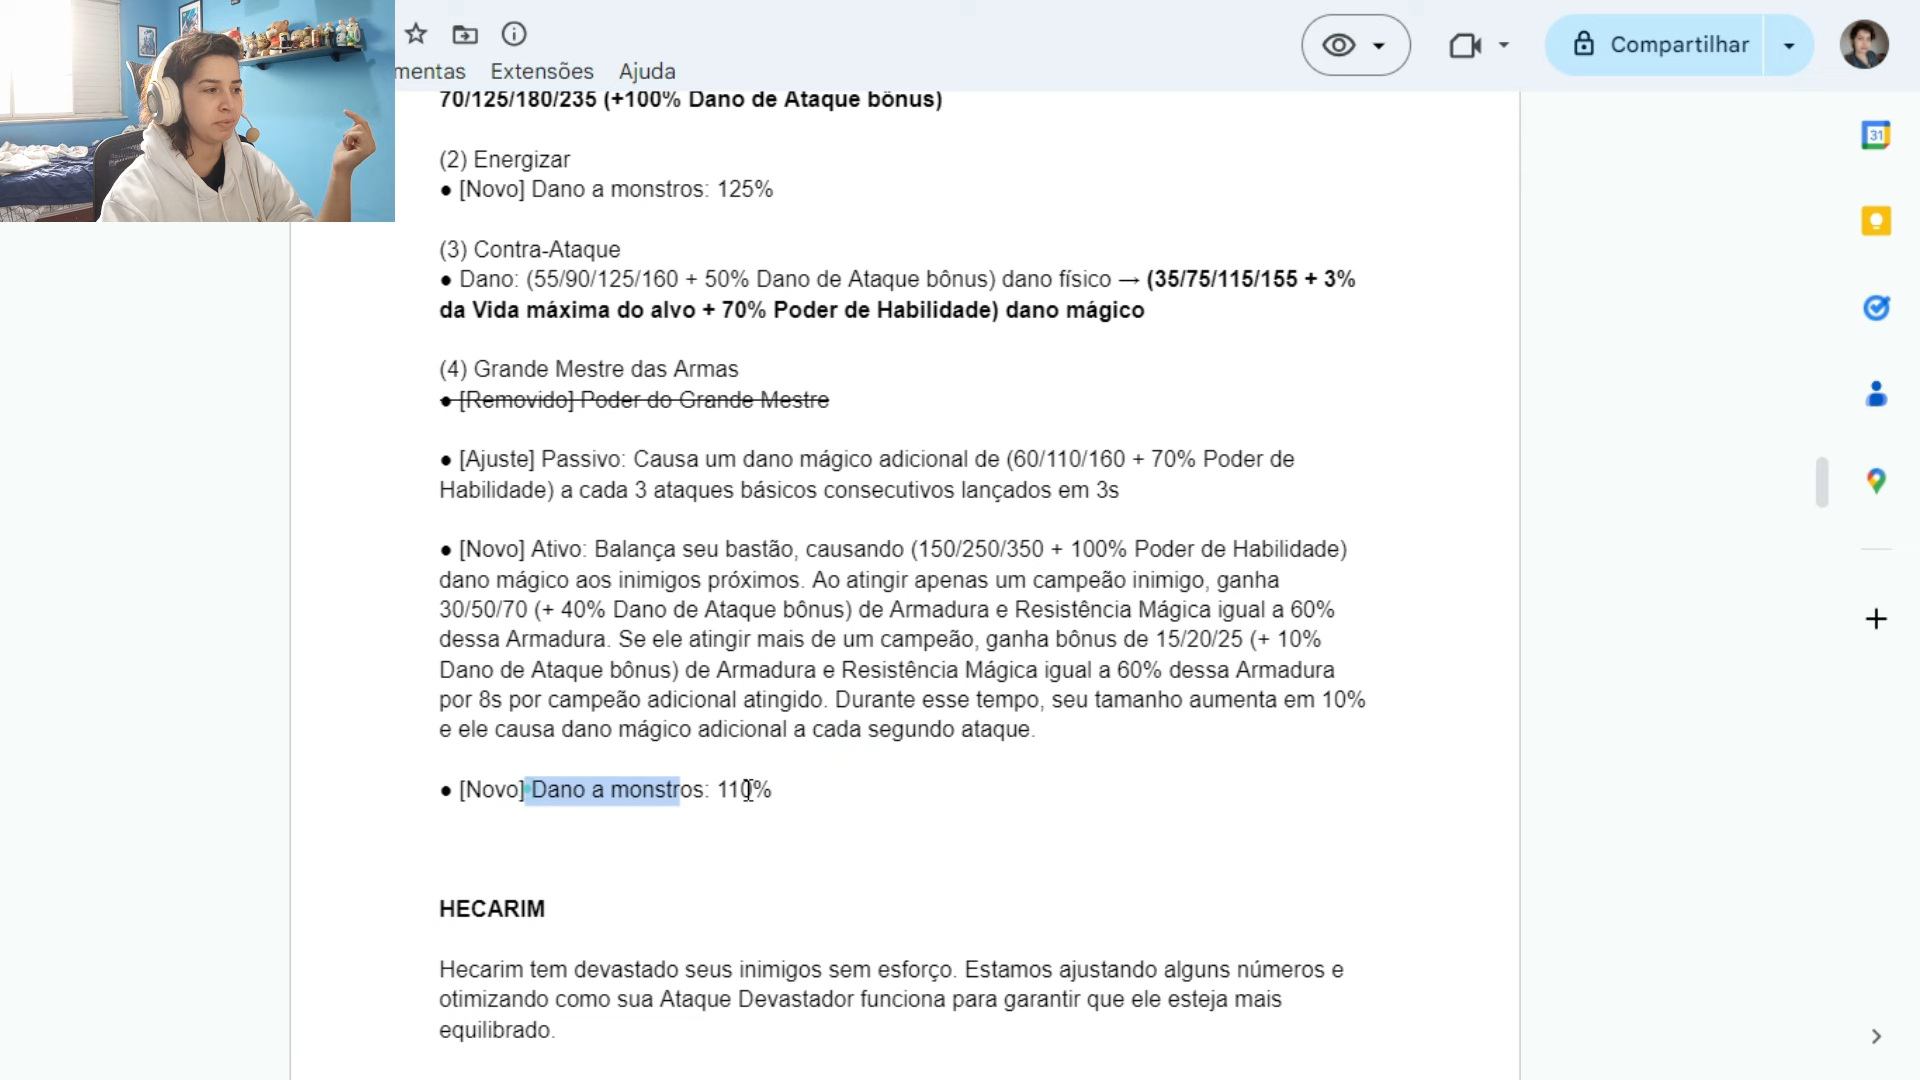 mentas Extensões Ajuda
Compartilhar
31
70/125/180/235 (+100% Dano de Ataque bônus)
(2) Energizar
● [Novo] Dano a monstros: 125%
(3) Contra-Ataque
● Dano: (55/90/125/160 + 50% Dano de Ataque bônus) dano físico → (35/75/115/155 + 3%
da Vida máxima do alvo + 70% Poder de Habilidade) dano mágico
(4) Grande Mestre das Armas
● [Removido] Poder do Grande Mestre
● [Ajuste] Passivo: Causa um dano mágico adicional de (60/110/160 + 70% Poder de
Habilidade) a cada 3 ataques básicos consecutivos lançados em 3s
● [Novo] Ativo: Balança seu bastão, causando (150/250/350 + 100% Poder de Habilidade)
dano mágico aos inimigos próximos. Ao atingir apenas um campeão inimigo, ganha
30/50/70 (+ 40% Dano de Ataque bônus) de Armadura e Resistência Mágica igual a 60%
dessa Armadura. Se ele atingir mais de um campeão, ganha bônus de 15/20/25 (+ 10%
Dano de Ataque bônus) de Armadura e Resistência Mágica igual a 60% dessa Armadura
por 8s por campeão adicional atingido. Durante esse tempo, seu tamanho aumenta em 10%
e ele causa dano mágico adicional a cada segundo ataque.
● [Novo] Dano a monstros: 110%
HECARIM
Hecarim tem devastado seus inimigos sem esforço. Estamos ajustando alguns números e
otimizando como sua Ataque Devastador funciona para garantir que ele esteja mais
equilibrado.